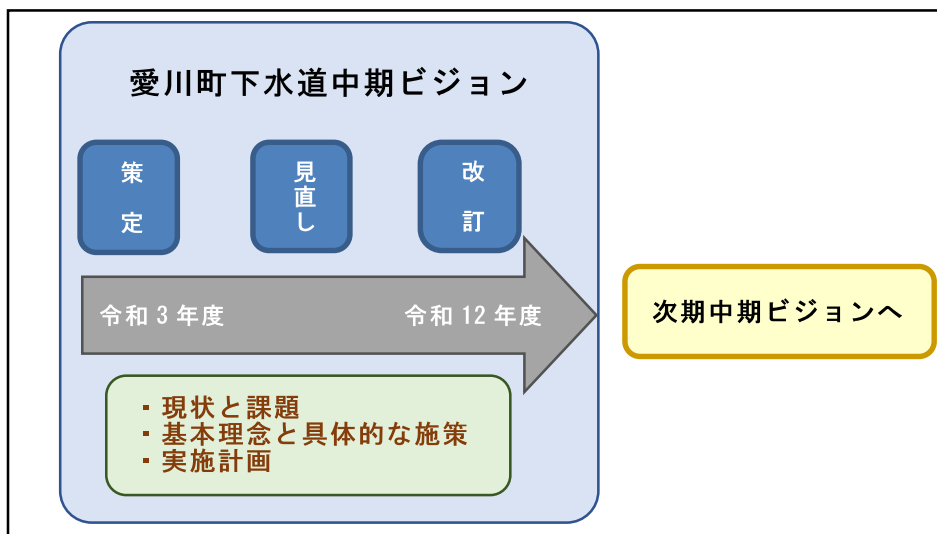 愛川町下水道中期ビジョン
策定
見直し
改訂
令和3年度
令和12年度
次期中期ビジョンへ
・現状と課題
・基本理念と具体的な施策
・実施計画